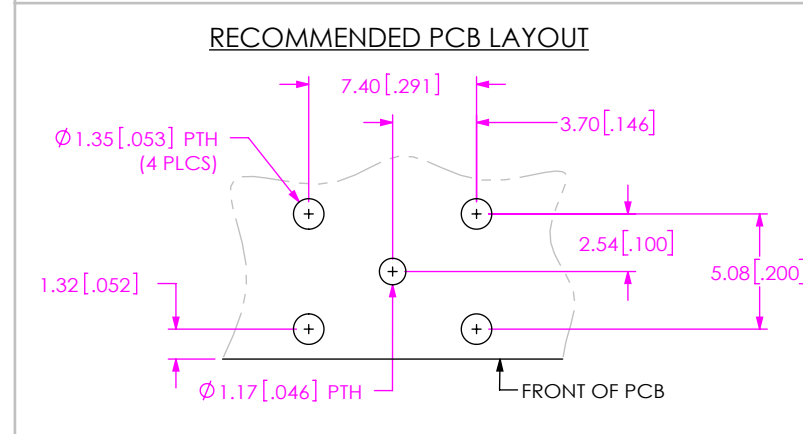 RECOMMENDED PCB LAYOUT
7.40[.291]
3.70[.146]
Ø1.35[.053] PTH
(4 PLCS)
2.54[.100]
5.08[.200]
1.32[.052]
Ø1.17[.046] PTH
FRONT OF PCB